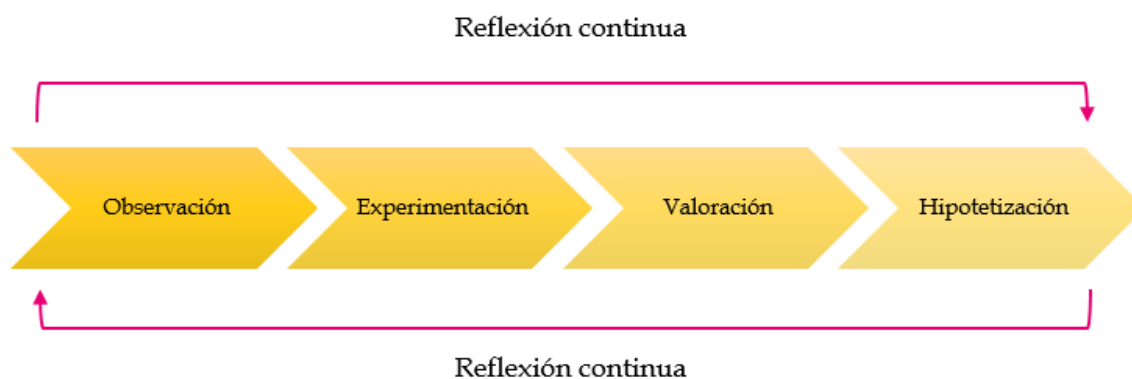 Reflexión continua
Observación
Experimentación
Valoración
Hipotetización
Reflexión continua